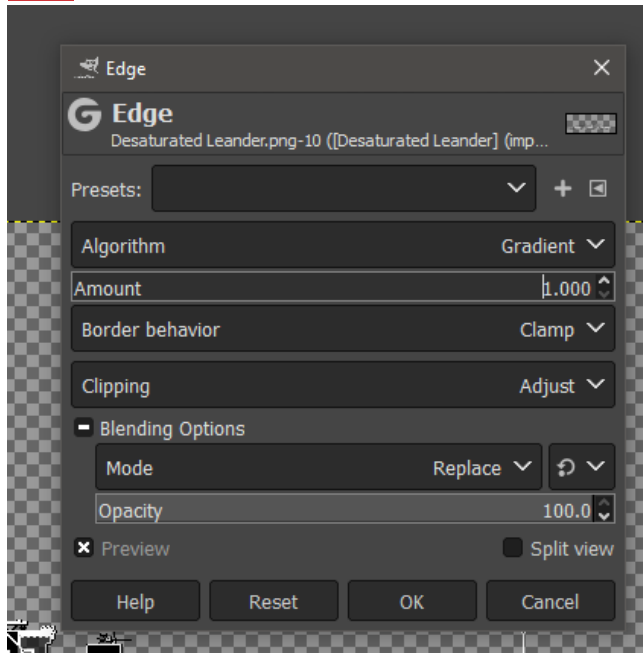 Edge
Edge
Desaturated Leander.png-10 ([Desaturated Leander] (imp...
Presets:
Algorithm Gradient
Amount 1.000
Border behavior Clamp
Clipping Adjust
Blending Options
Mode Replace
Opacity 100.0
Preview Split view
Help Reset OK Cancel